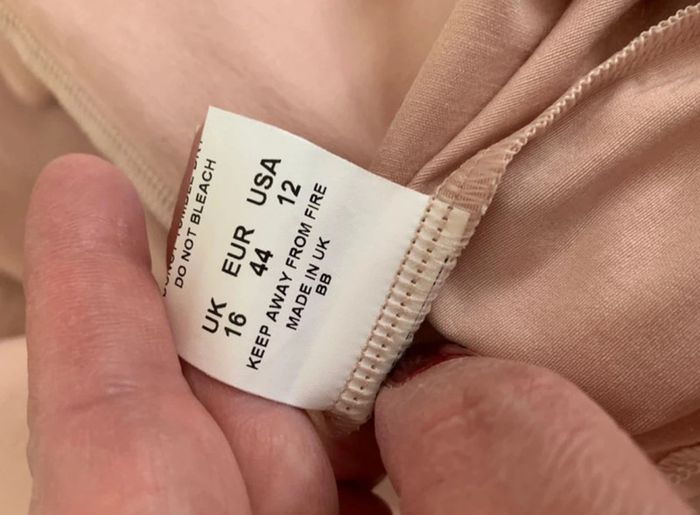 DO NOT BLEACH
UK EUR USA
16 44 12
KEEP AWAY FROM FIRE
MADE IN UK
BB